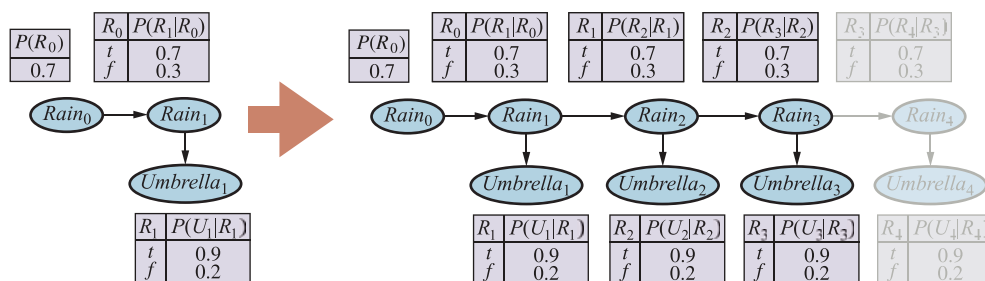 P(R₀)
0.7
R₀ P(R₁|R₀)
t 0.7
f 0.3
Rain₀
Rain₁
Umbrella₁
R₁ P(U₁|R₁)
t 0.9
f 0.2
P(R₀)
0.7
R₀ P(R₁|R₀)
t 0.7
f 0.3
R₁ P(R₂|R₁)
t 0.7
f 0.3
R₂ P(R₃|R₂)
t 0.7
f 0.3
R₃ P(R₄|R₃)
t 0.7
f 0.3
Rain₀
Rain₁
Rain₂
Rain₃
Rain₄
Umbrella₁
Umbrella₂
Umbrella₃
Umbrella₄
R₁ P(U₁|R₁)
t 0.9
f 0.2
R₂ P(U₂|R₂)
t 0.9
f 0.2
R₃ P(U₃|R₃)
t 0.9
f 0.2
R₄ P(U₄|R₄)
t 0.9
f 0.2